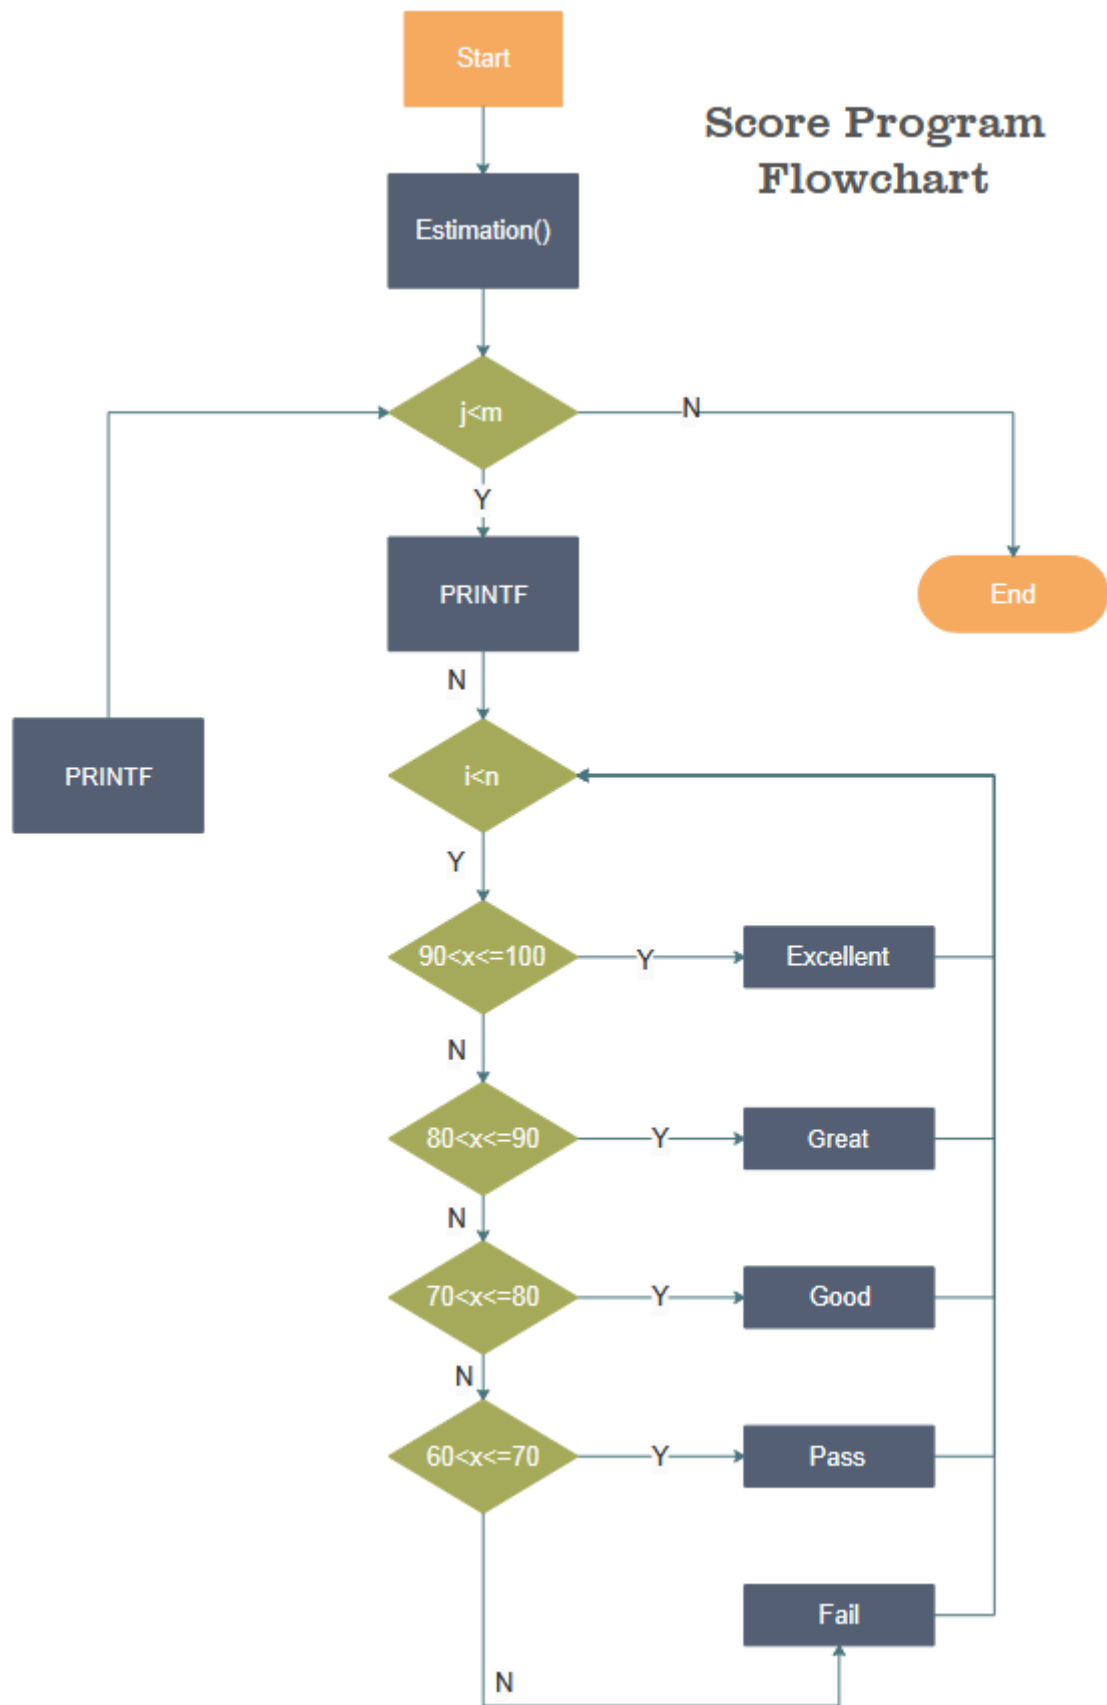 Start
Score Program
Flowchart
Estimation()
j<m
N
Y
PRINTF
End
N
PRINTF
i<n
Y
90<x<=100
Y
Excellent
N
80<x<=90
Y
Great
N
70<x<=80
Y
Good
N
60<x<=70
Y
Pass
Fail
N